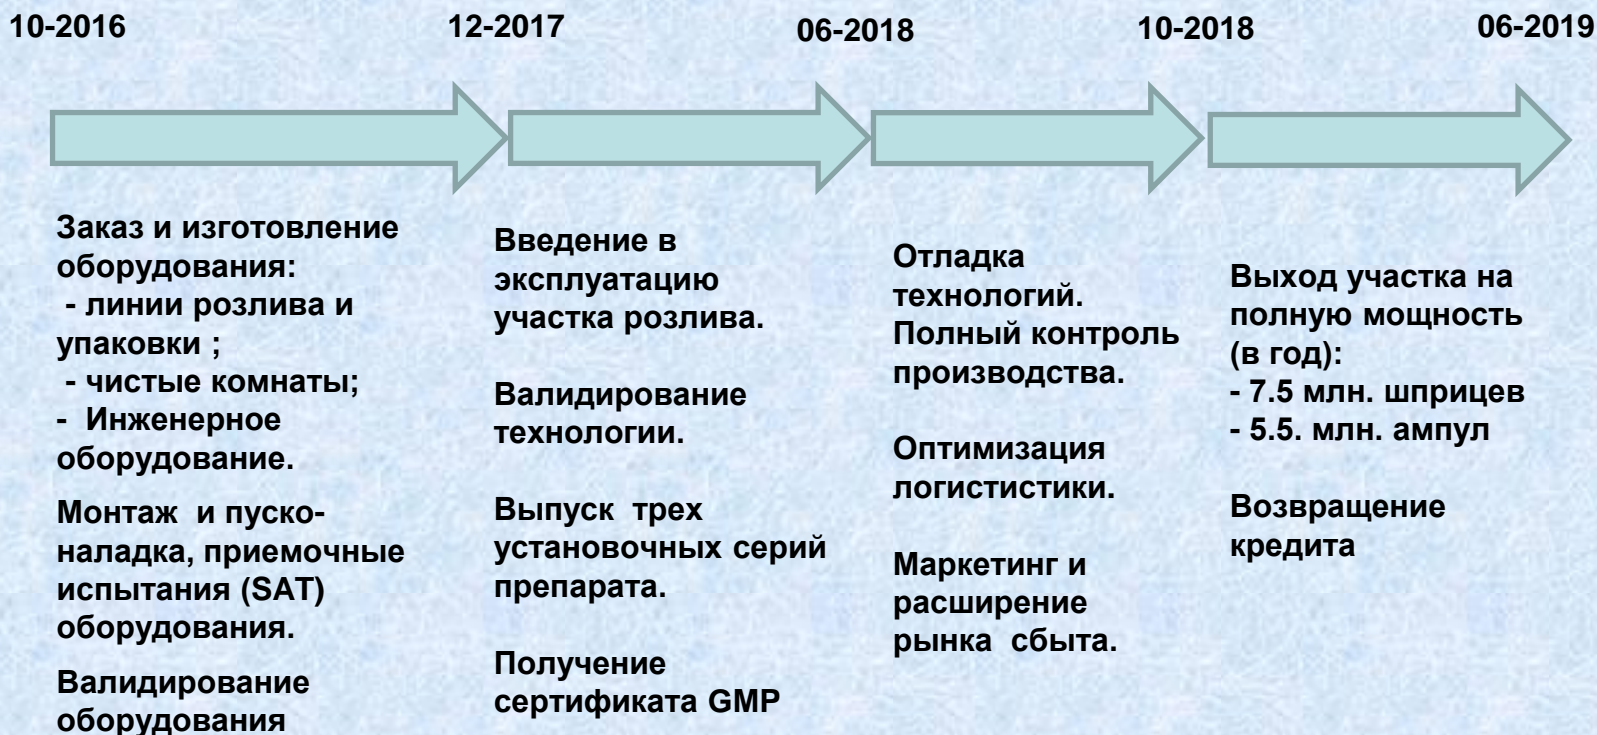 10-2016
12-2017
06-2018
10-2018
06-2019
Заказ и изготовление
оборудования:
- линии розлива и
упаковки ;
- чистые комнаты;
- Инженерное
оборудование.
Монтаж и пуско-
наладка, приемочные
испытания (SAT)
оборудования.
Валидирование
оборудования
Введение в
эксплуатацию
участка розлива.
Валидирование
технологии.
Выпуск трех
установочных серий
препарата.
Получение
сертификата GMP
Отладка
технологий.
Полный контроль
производства.
Оптимизация
логистистики.
Маркетинг и
расширение
рынка сбыта.
Выход участка на
полную мощность
(в год):
- 7.5 млн. шприцев
- 5.5. млн. ампул
Возвращение
кредита